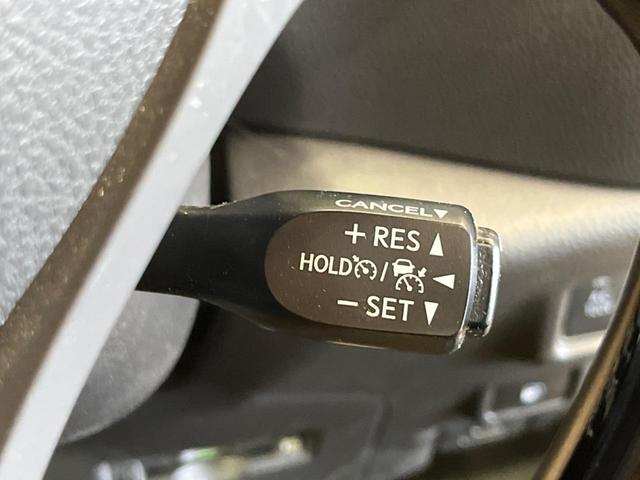 CANCEL▼
+ RES ▲
HOLD / ◀
− SET ▼